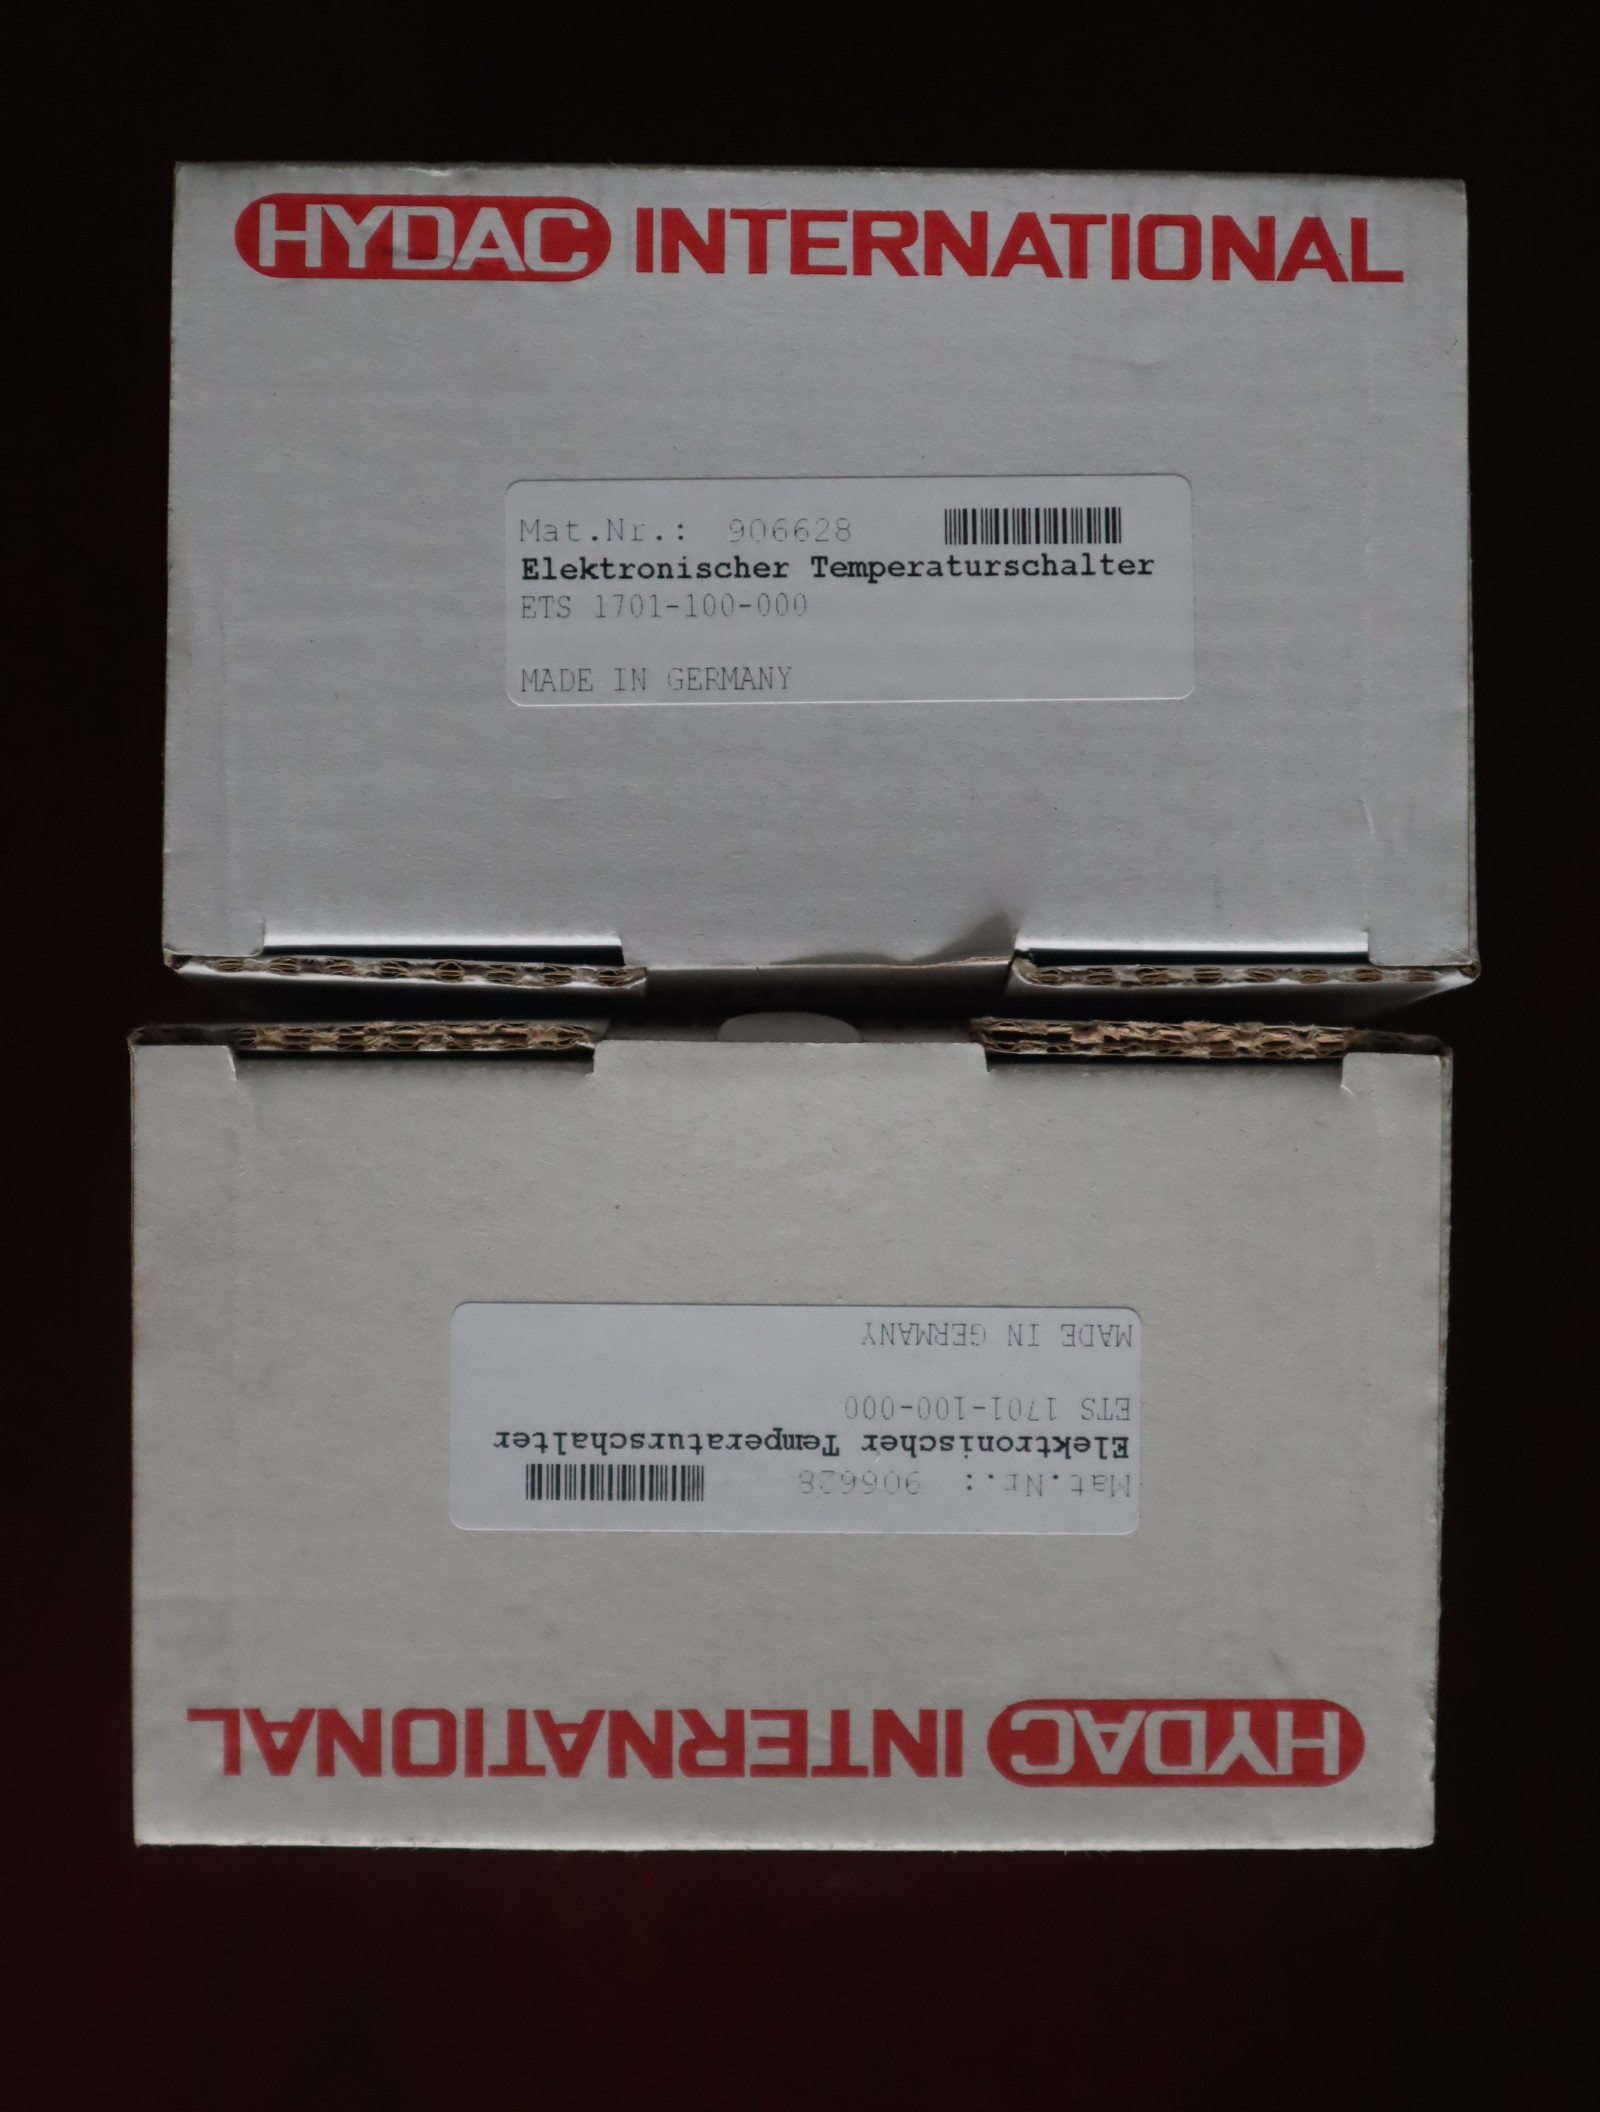 HYDAC INTERNATIONAL
Mat.Nr.: 906628
Elektronischer Temperaturschalter
ETS 1701-100-000
MADE IN GERMANY
HYDAC INTERNATIONAL
Mat.Nr.: 906628
Elektronischer Temperaturschalter
ETS 1701-100-000
MADE IN GERMANY